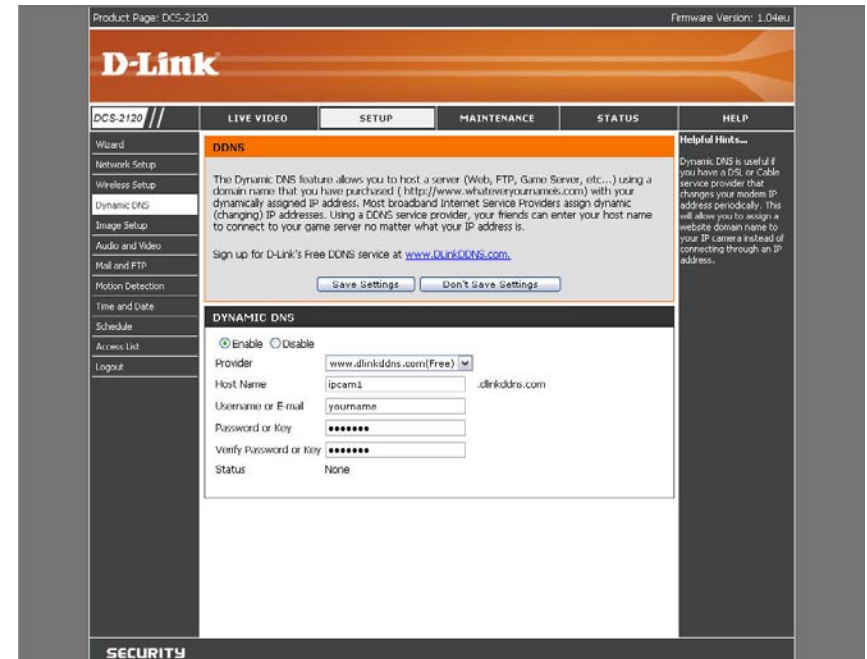 Product Page: DCS-2120
Firmware Version: 1.04eu
D-Link
DCS-2120 //
LIVE VIDEO
SETUP
MAINTENANCE
STATUS
HELP
Wizard
Network Setup
Wireless Setup
Dynamic DNS
Image Setup
Audio and Video
Mail and FTP
Motion Detection
Time and Date
Schedule
Access List
Logout
DDNS
The Dynamic DNS feature allows you to host a server (Web, FTP, Game Server, etc...) using a
domain name that you have purchased ( http://www.whateveryournameis.com) with your
dynamically assigned IP address. Most broadband Internet Service Providers assign dynamic
(changing) IP addresses. Using a DDNS service provider, your friends can enter your host name
to connect to your game server no matter what your IP address is.
Sign up for D-Link's Free DDNS service at www.DLinkDDNS.com.
Save Settings
Don't Save Settings
DYNAMIC DNS
Enable
Disable
Provider
www.dlinkddns.com(Free)
Host Name
ipcam1
.dlinkddns.com
Username or E-mail
yourname
Password or Key
•••••••
Verify Password or Key
•••••••
Status
None
Helpful Hints...
Dynamic DNS is useful if
you have a DSL or Cable
service provider that
changes your modem IP
address periodically. This
will allow you to assign a
website domain name to
your IP camera instead of
connecting through an IP
address.
SECURITY